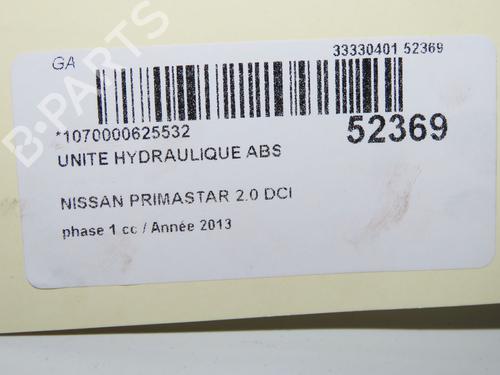 GA
33330401 52369
*1070000625532
52369
UNITE HYDRAULIQUE ABS
NISSAN PRIMASTAR 2.0 DCI
phase 1 cc / Année 2013
B-PARTS